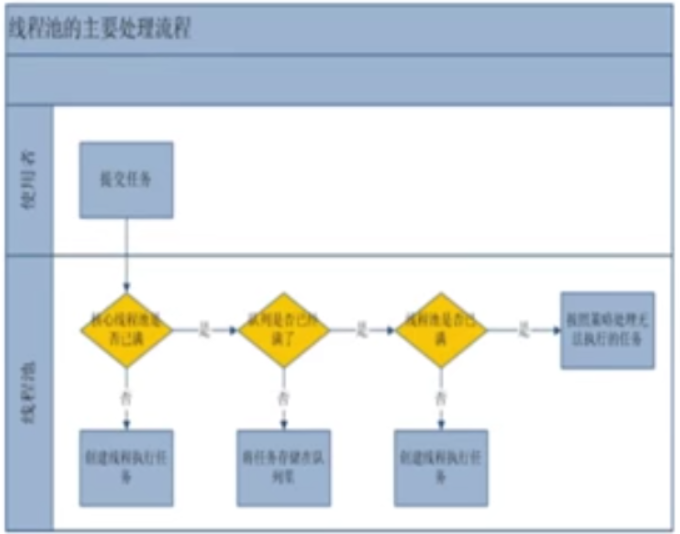 线程池的主要处理流程
使用者
提交任务
线程池
核心线程池是
否已满
是
队列是否已经
满了
是
线程池是否已
满
是
按照策略处理无
法执行的任务
否
否
否
创建线程执行任
务
将任务存储在队
列里
创建线程执行任
务